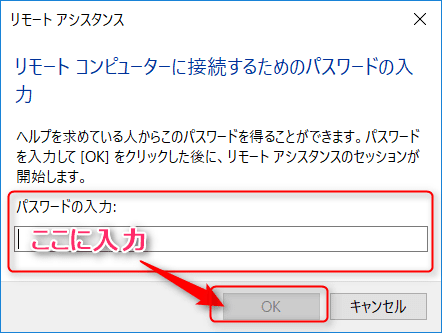 リモート アシスタンス
リモート コンピューターに接続するためのパスワードの入
力
ヘルプを求めている人からこのパスワードを得ることができます。パスワード
を入力して [OK] をクリックした後に、リモート アシスタンスのセッションが
開始します。
パスワードの入力:
ここに入力
OK
キャンセル